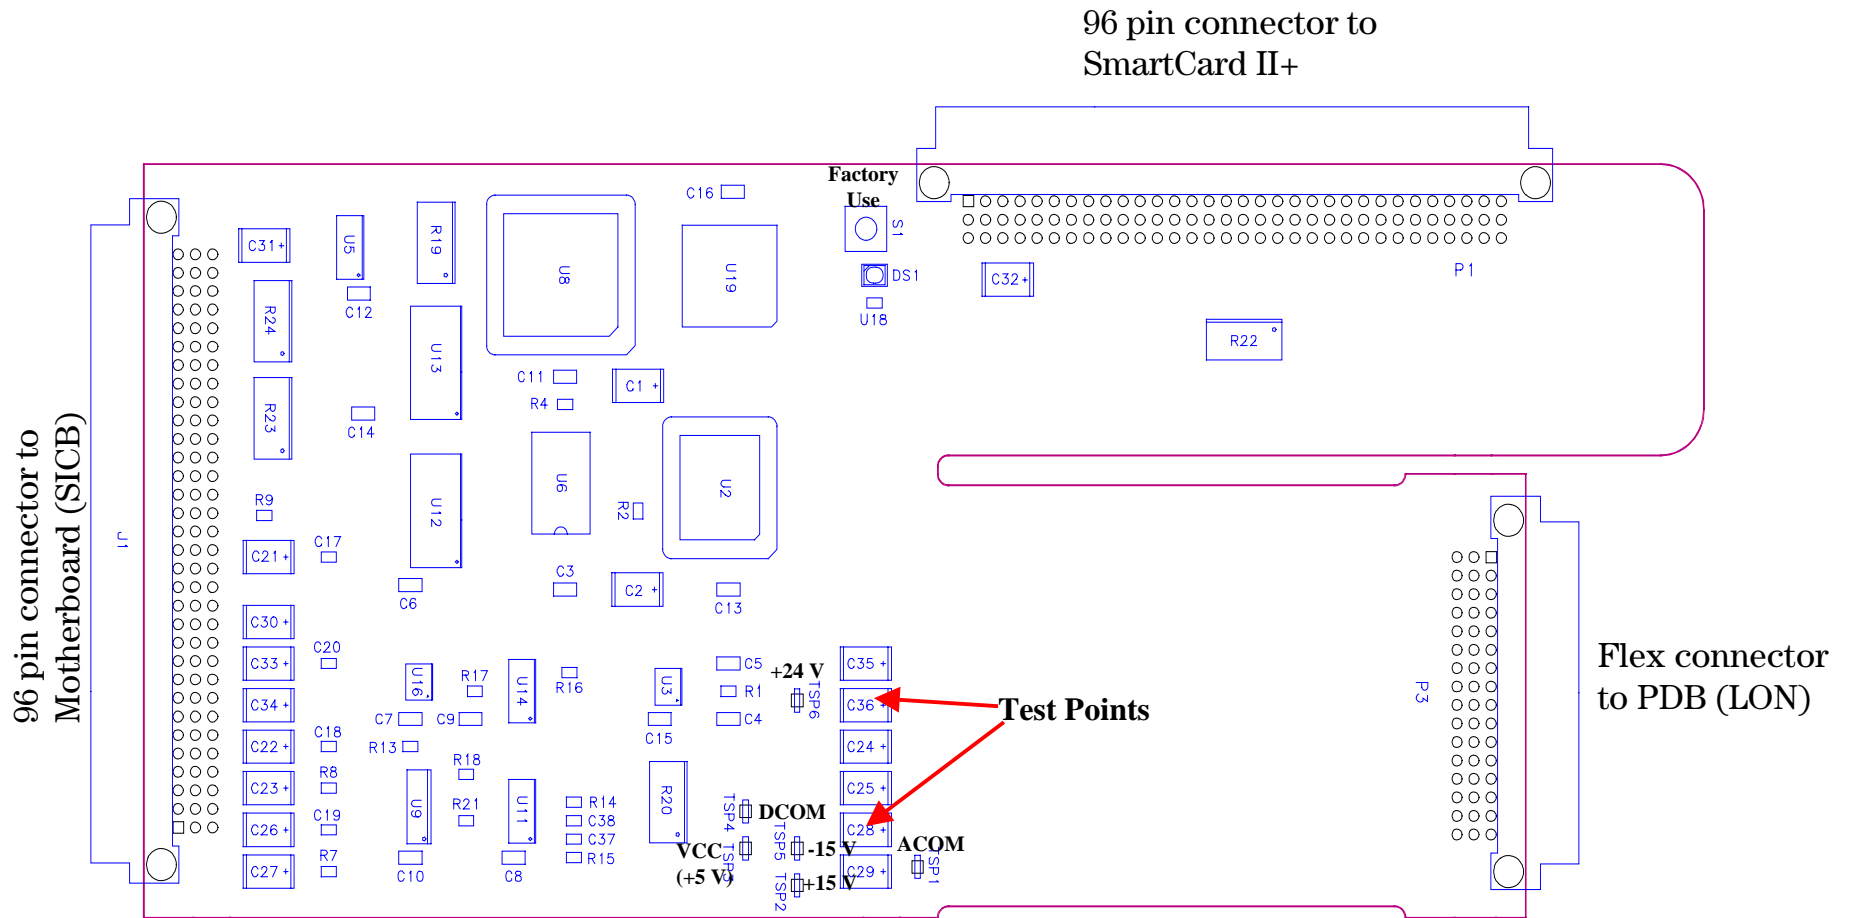 96 pin connector to
SmartCard II+
Factory
Use
C16
S1
DS1
U18
C32+
P1
R22
C31+
U5
R19
U8
U19
C12
R24
U13
C11
C1 +
R4
R23
C14
96 pin connector to
Motherboard (SICB)
J1
U6
U2
R2
U12
R9
C21+
C17
C3
C2 +
C13
C6
C30+
C33+
C20
U16
R17
U14
R16
U3
C5
+24 V
TSP6
C35+
R1
C34+
C36+
Test Points
C7
C9
C15
C4
Flex connector
to PDB (LON)
P3
C22+
C18
R13
C24+
R18
C23+
R8
C25+
U9
R21
U11
R14
R20
TSP4
DCOM
C38
C26+
C19
C28+
C37
VCC
(+5 V)
TSP3
TSP5
-15 V
ACOM
TSP1
R15
C27+
R7
C10
C8
TSP2
+15 V
C29+